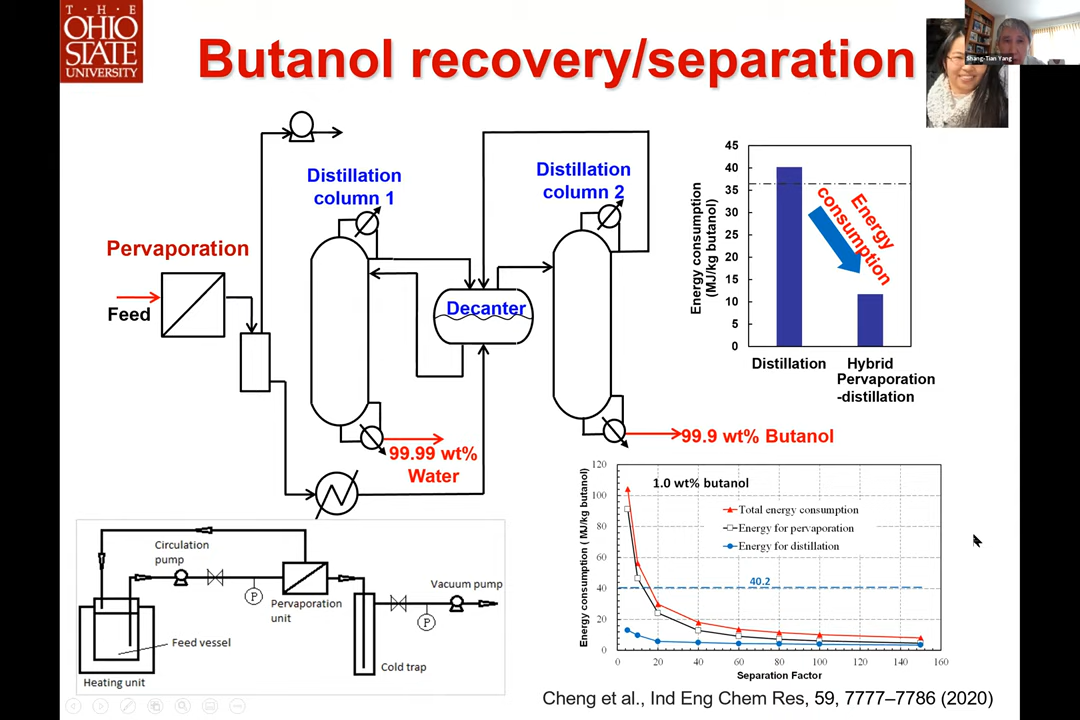 T · H · E
OHIO
STATE
UNIVERSITY
Butanol recovery/separation
Shang-Tian Yang
Distillation
column 1
Distillation
column 2
Pervaporation
Feed
Decanter
99.99 wt%
Water
99.9 wt% Butanol
Energy consumption
(MJ/kg butanol)
45
40
35
30
25
20
15
10
5
0
Energy
consumption
Distillation
Hybrid
Pervaporation
-distillation
Circulation
pump
P
Pervaporation
unit
Vacuum pump
P
Feed vessel
Cold trap
Heating unit
Energy consumption ( MJ/kg butanol)
120
100
80
60
40
20
0
1.0 wt% butanol
Total energy consumption
Energy for pervaporation
Energy for distillation
40.2
0 20 40 60 80 100 120 140 160
Separation Factor
Cheng et al., Ind Eng Chem Res, 59, 7777–7786 (2020)